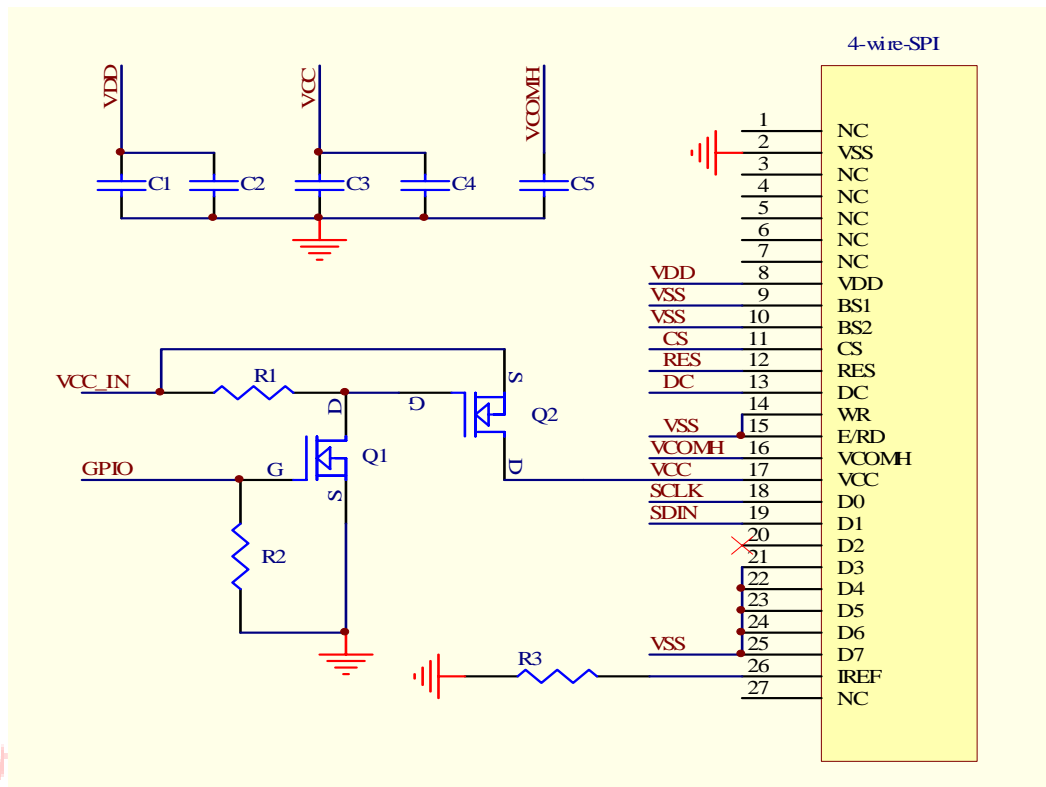 4-wire-SPI
VDD
VCC
VCOMH
C1
C2
C3
C4
C5
1 NC
2 VSS
3 NC
4 NC
5 NC
6 NC
7 NC
VDD 8 VDD
VSS 9 BS1
VSS 10 BS2
CS 11 CS
RES 12 RES
DC 13 DC
14 WR
VSS 15 E/RD
VCOMH 16 VCOMH
VCC 17 VCC
SCLK 18 D0
SDIN 19 D1
20 D2
21 D3
22 D4
23 D5
24 D6
VSS 25 D7
26 IREF
27 NC
VCC_IN
R1
D
G
S
Q2
D
GPIO
G
Q1
S
R2
R3